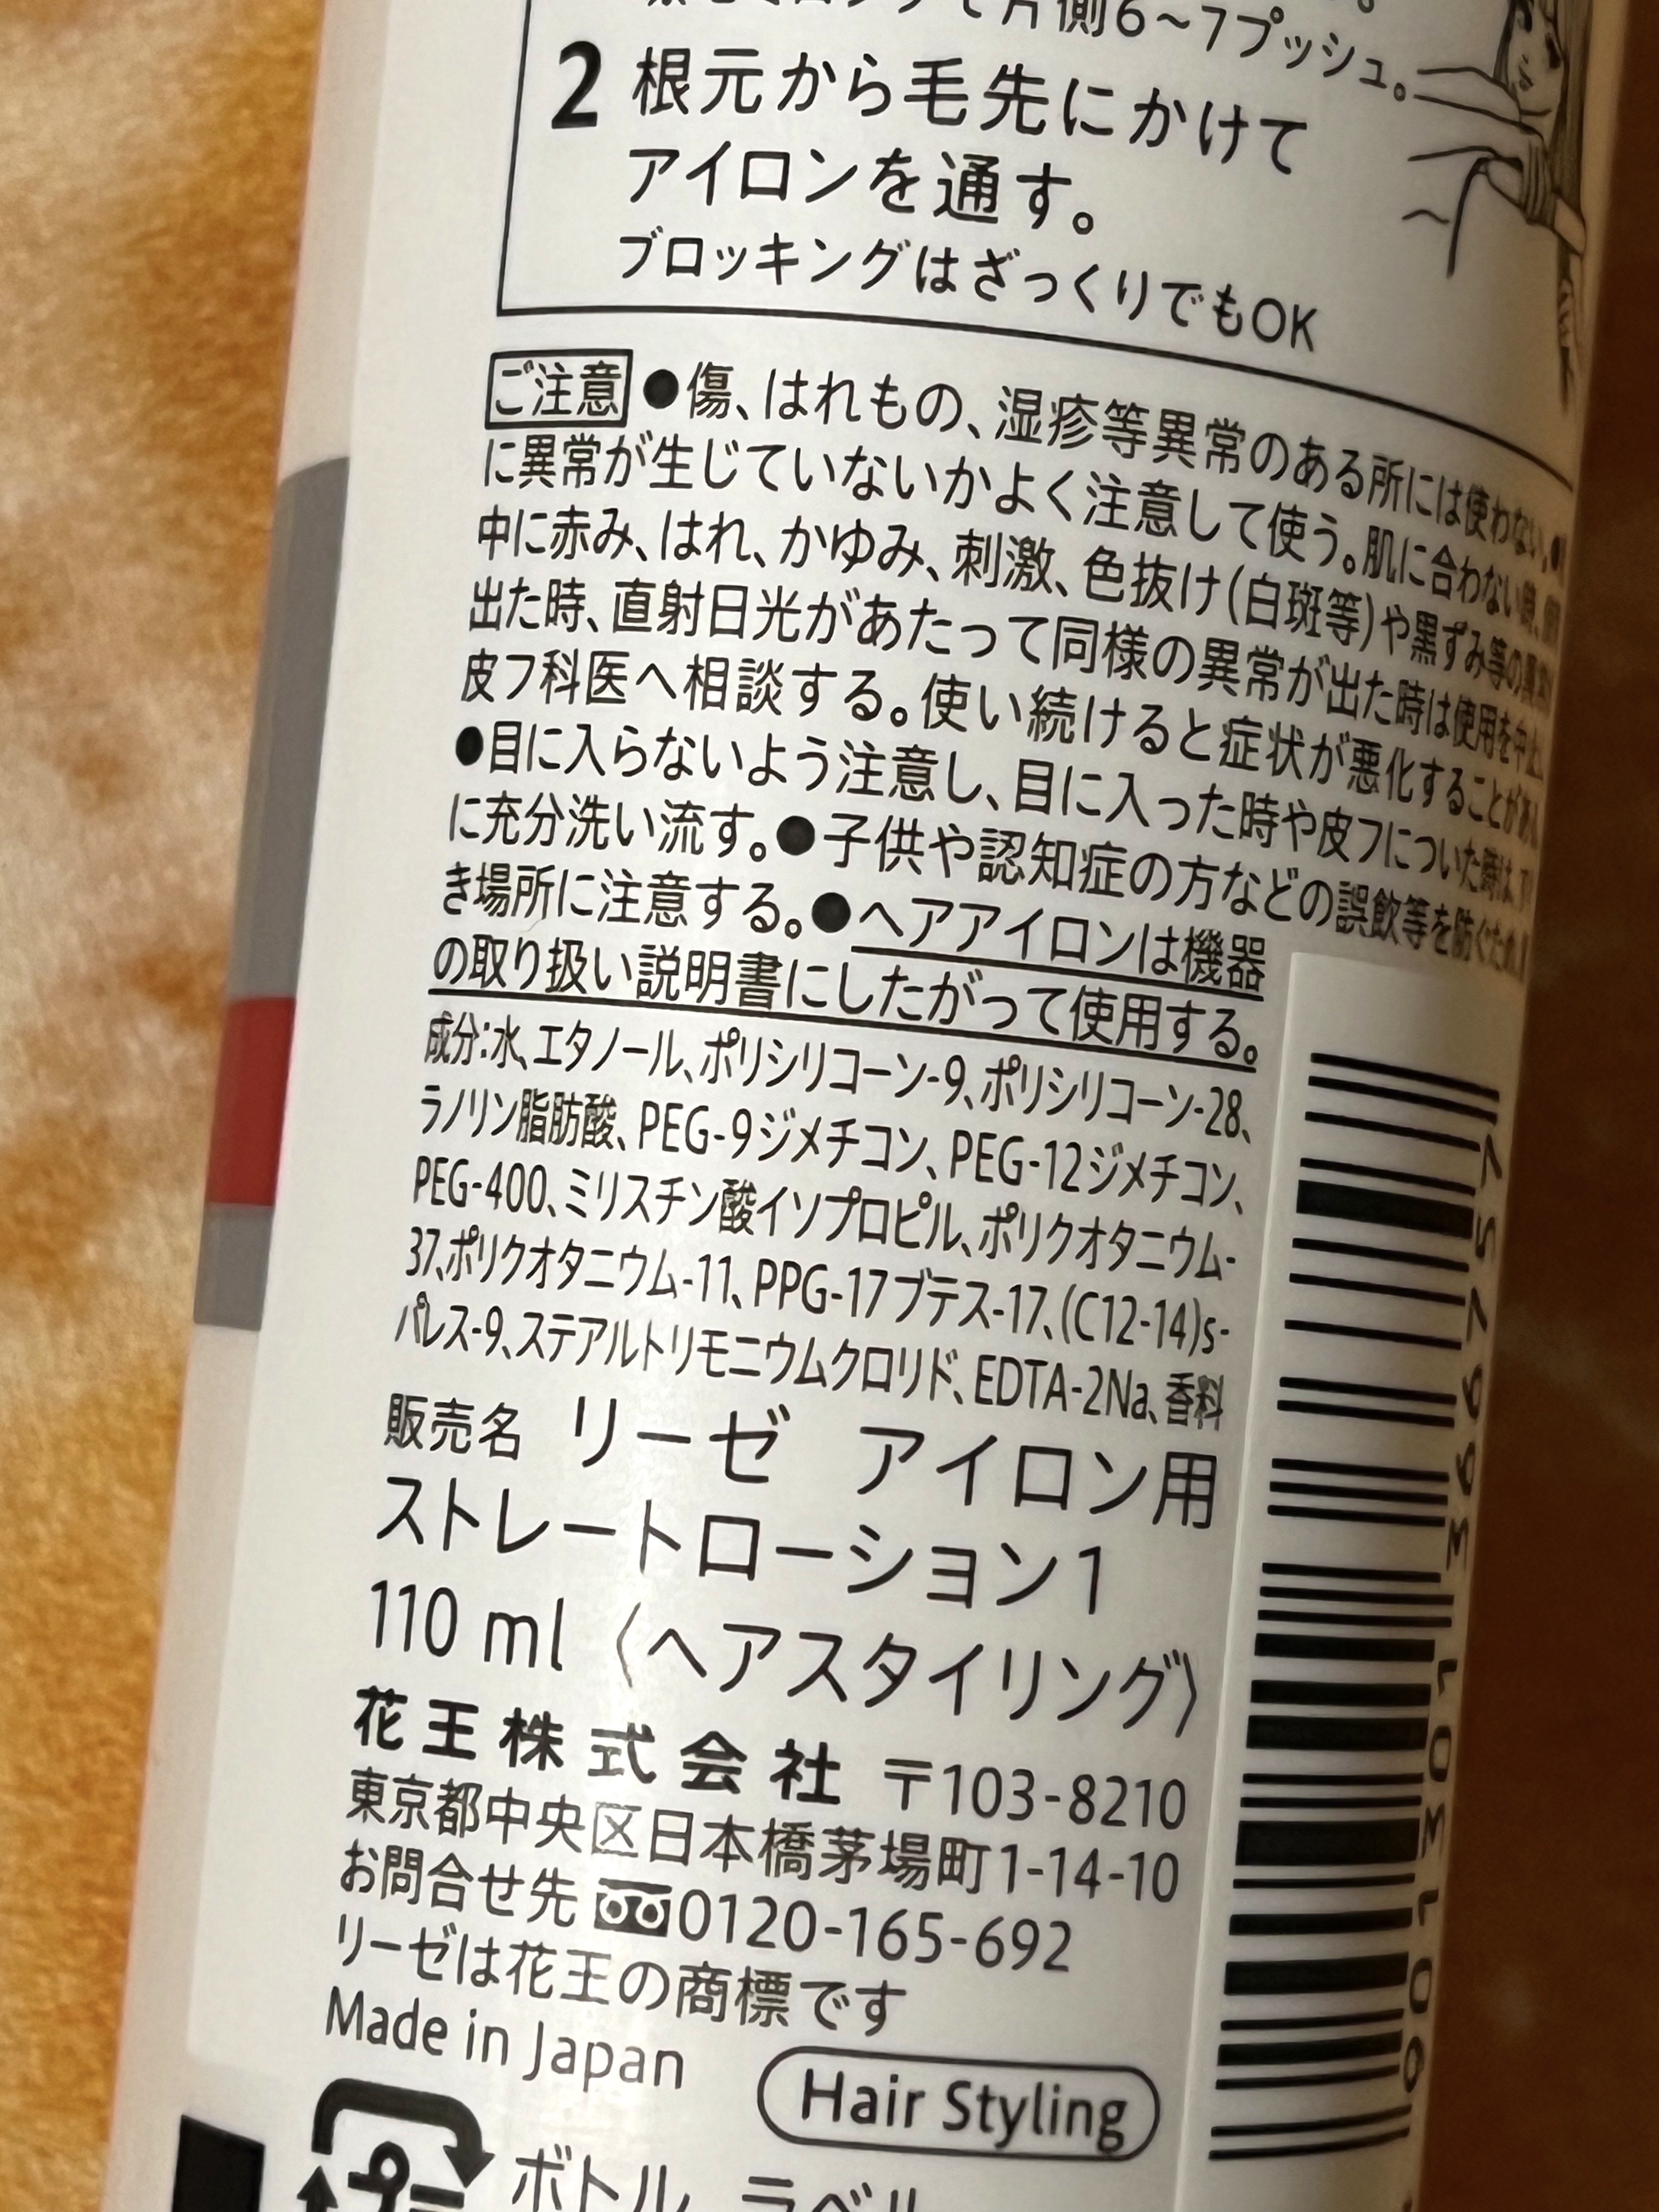 片側6〜7プッシュ。
2 根元から毛先にかけて
アイロンを通す。
ブロッキングはざっくりでもOK
ご注意 ●傷、はれもの、湿疹等異常のある所には使わない。●
に異常が生じていないかよく注意して使う。肌に合わない時、
中に赤み、はれ、かゆみ、刺激、色抜け(白斑等)や黒ずみ等の異常が
出た時、直射日光があたって同様の異常が出た時は使用を中止し
皮フ科医へ相談する。使い続けると症状が悪化することがある
●目に入らないよう注意し、目に入った時や皮フについた時は、
に充分洗い流す。●子供や認知症の方などの誤飲等を防ぐため、
き場所に注意する。●ヘアアイロンは機器
の取り扱い説明書にしたがって使用する。
成分:水、エタノール、ポリシリコーン-9、ポリシリコーン-28、
ラノリン脂肪酸、PEG-9ジメチコン、PEG-12ジメチコン、
PEG-400、ミリスチン酸イソプロピル、ポリクオタニウム-
37、ポリクオタニウム-11、PPG-17ブテス-17、(C12-14)s-
パレス-9、ステアルトリモニウムクロリド、EDTA-2Na、香料
販売名 リーゼ アイロン用
ストレートローション1
110 ml 〈ヘアスタイリング〉
花王株式会社 〒103-8210
東京都中央区日本橋茅場町1-14-10
お問合せ先 0120-165-692
リーゼは花王の商標です
Made in Japan
Hair Styling
ボトル ラベル